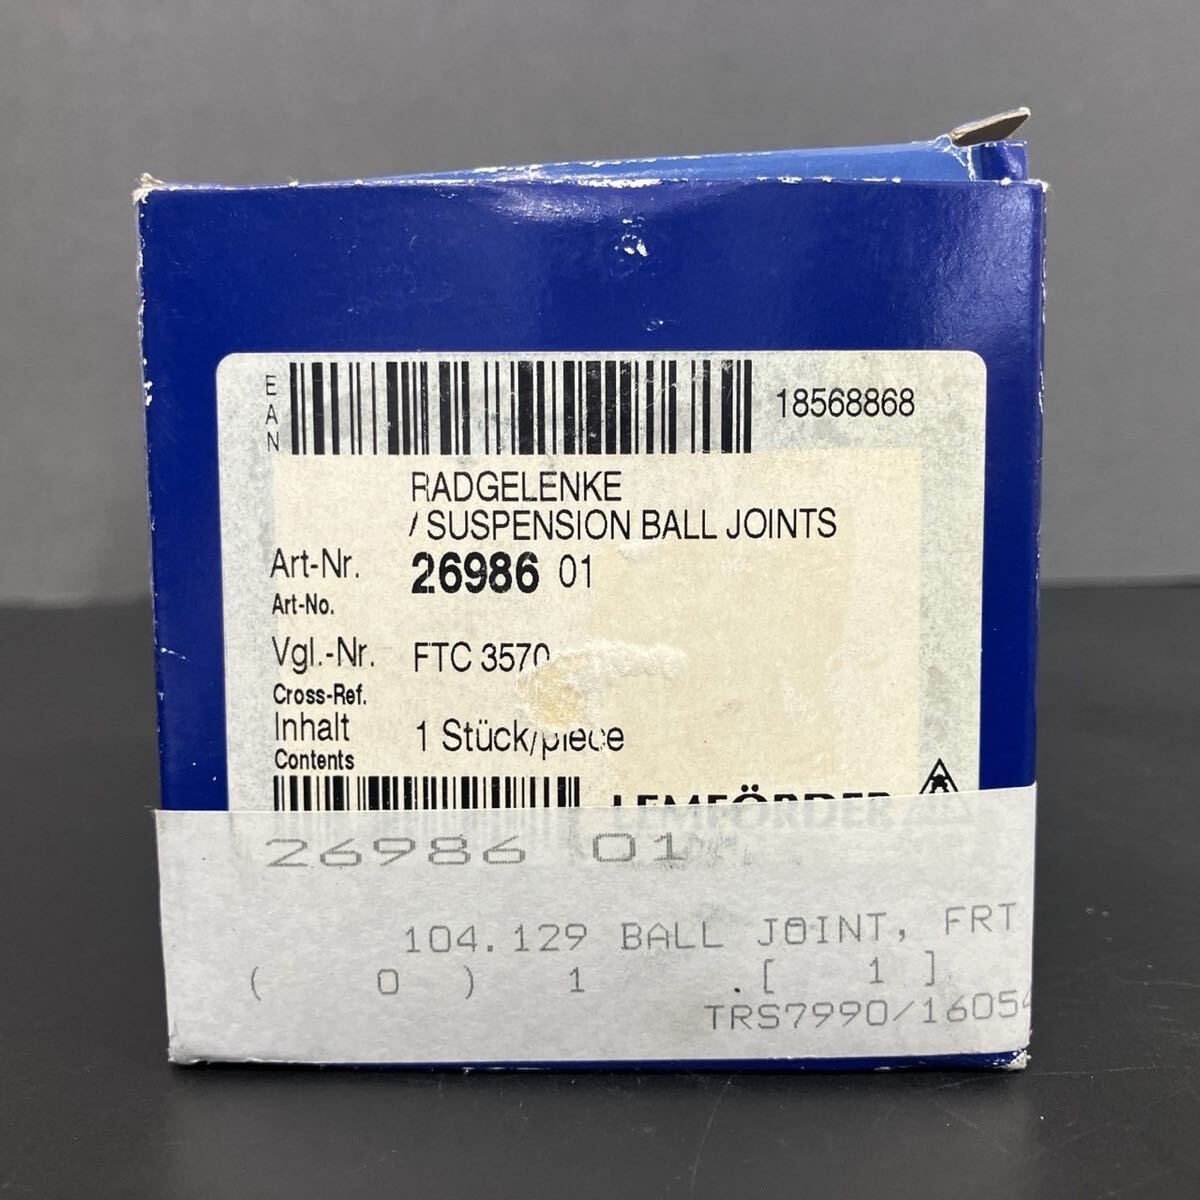 EAN
18568868
RADGELENKE
/ SUSPENSION BALL JOINTS
Art-Nr. 26986 01
Art-No.
Vgl.-Nr. FTC 3570
Cross-Ref.
Inhalt 1 Stück/piece
Contents
LEMFÖRDER
26986 01
104.129 BALL JOINT, FRT
( 0 ) 1 .[ 1 ]
TRS7990/16054